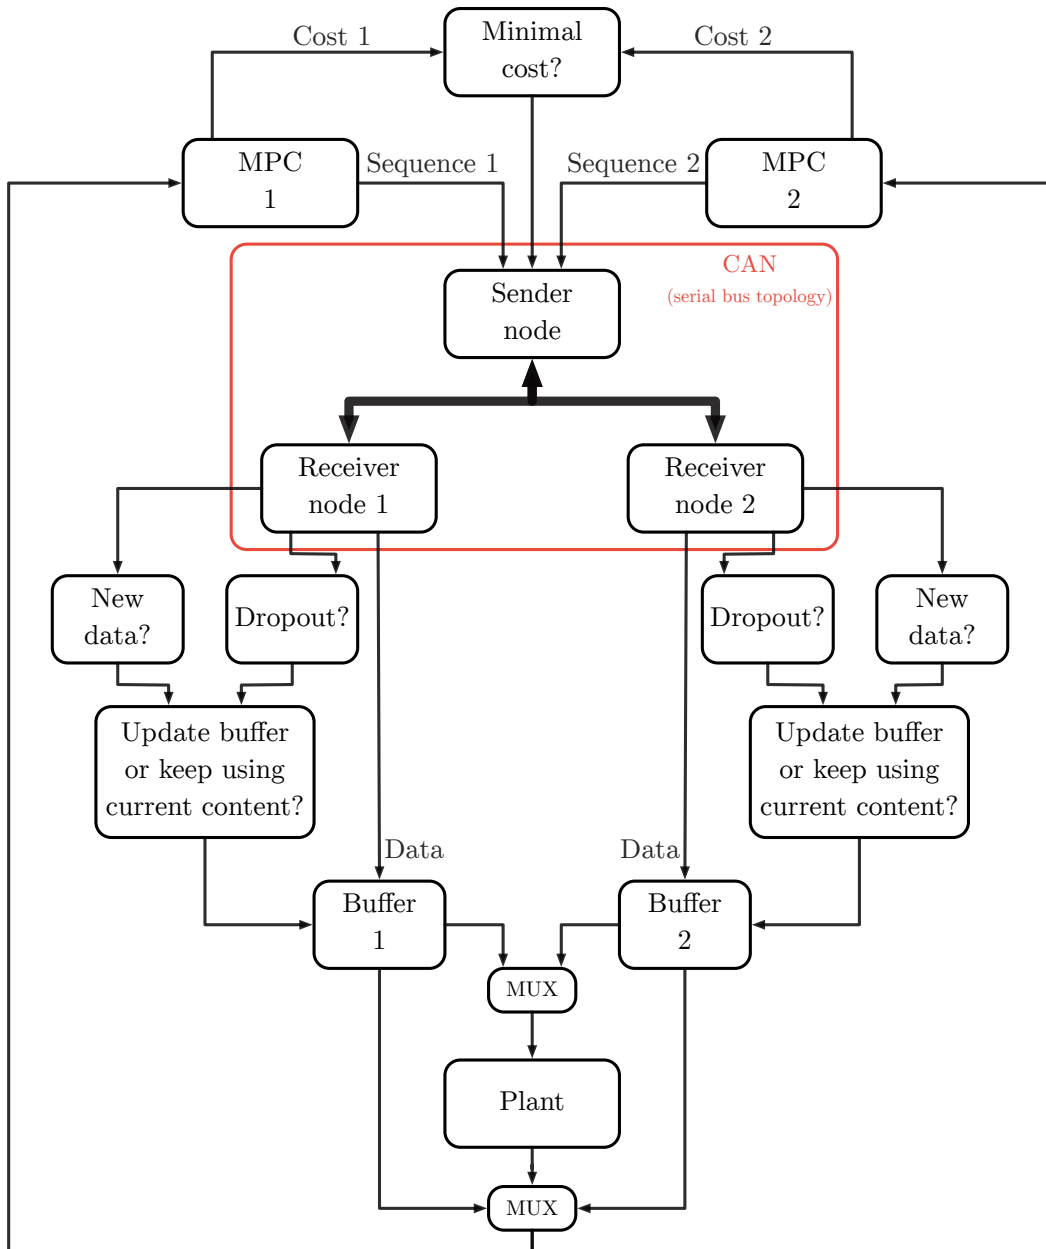 Cost 1
Minimal
cost?
Cost 2
MPC
1
Sequence 1
Sequence 2
MPC
2
CAN
(serial bus topology)
Sender
node
Receiver
node 1
Receiver
node 2
New
data?
Dropout?
Dropout?
New
data?
Update buffer
or keep using
current content?
Update buffer
or keep using
current content?
Data
Data
Buffer
1
Buffer
2
MUX
Plant
MUX